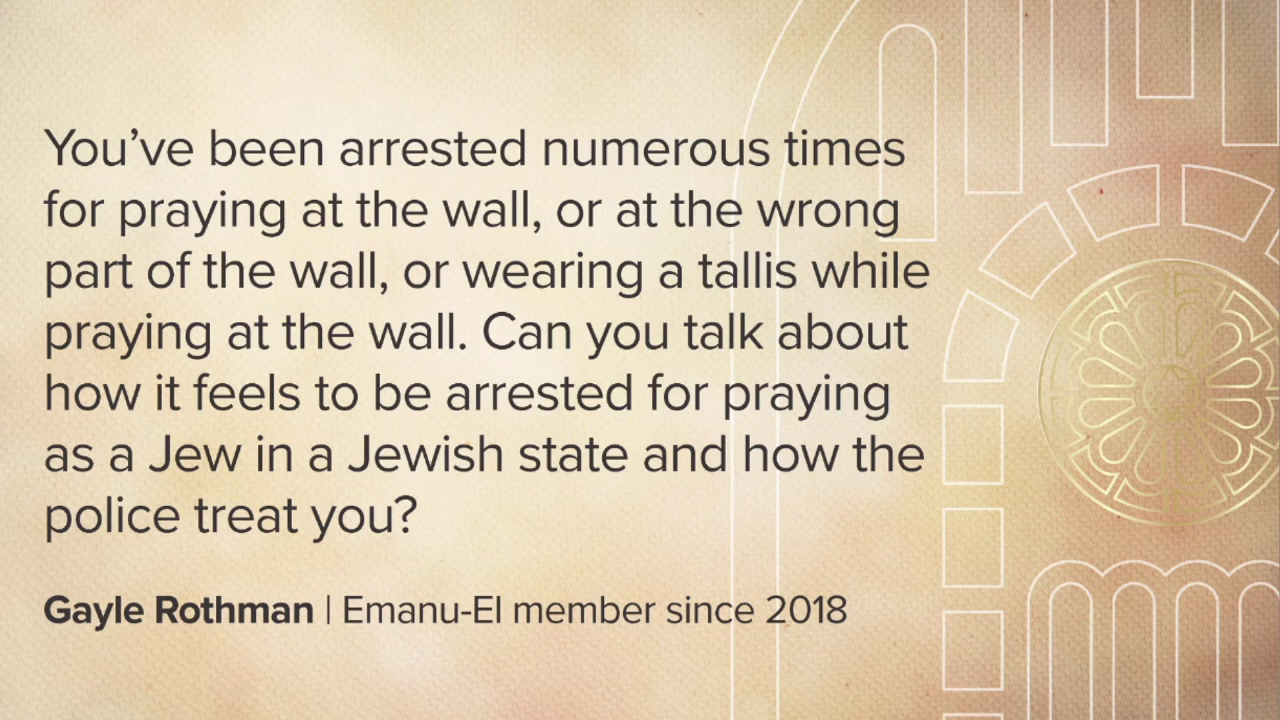 You’ve been arrested numerous times
for praying at the wall, or at the wrong
part of the wall, or wearing a tallis while
praying at the wall. Can you talk about
how it feels to be arrested for praying
as a Jew in a Jewish state and how the
police treat you?
Gayle Rothman | Emanu-El member since 2018